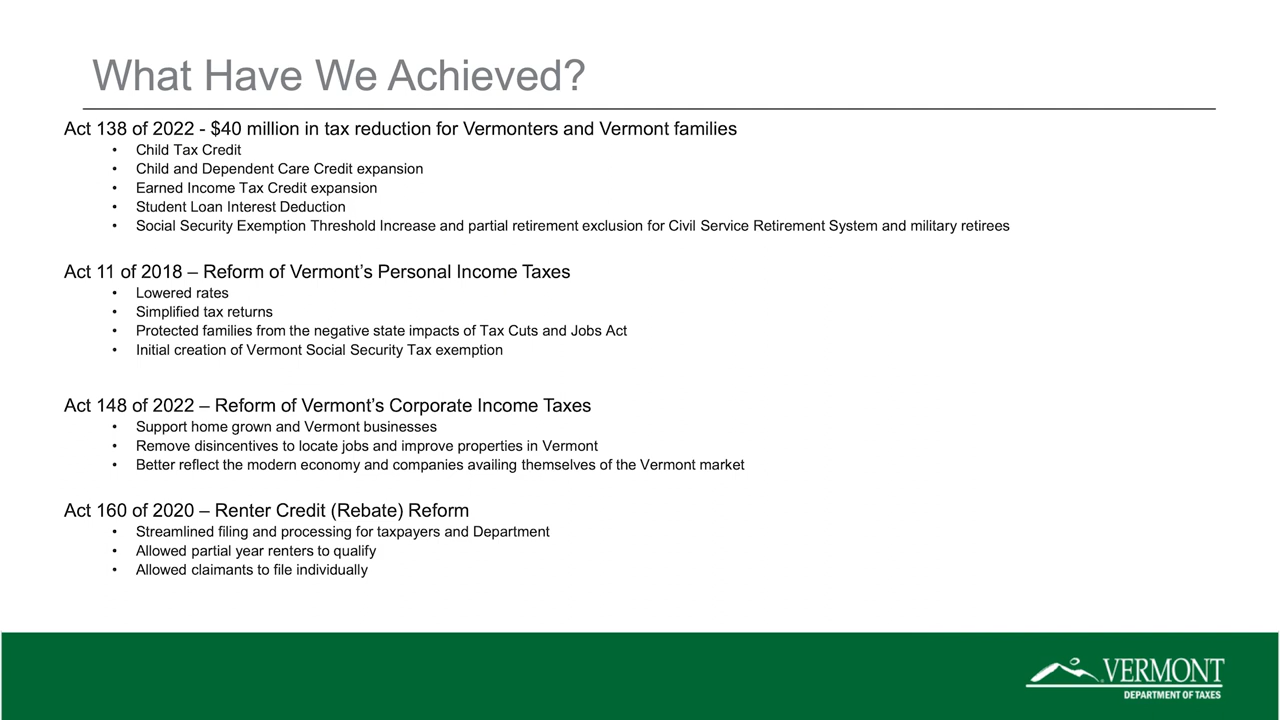 What Have We Achieved?
Act 138 of 2022 - $40 million in tax reduction for Vermonters and Vermont families
• Child Tax Credit
• Child and Dependent Care Credit expansion
• Earned Income Tax Credit expansion
• Student Loan Interest Deduction
• Social Security Exemption Threshold Increase and partial retirement exclusion for Civil Service Retirement System and military retirees
Act 11 of 2018 – Reform of Vermont’s Personal Income Taxes
• Lowered rates
• Simplified tax returns
• Protected families from the negative state impacts of Tax Cuts and Jobs Act
• Initial creation of Vermont Social Security Tax exemption
Act 148 of 2022 – Reform of Vermont’s Corporate Income Taxes
• Support home grown and Vermont businesses
• Remove disincentives to locate jobs and improve properties in Vermont
• Better reflect the modern economy and companies availing themselves of the Vermont market
Act 160 of 2020 – Renter Credit (Rebate) Reform
• Streamlined filing and processing for taxpayers and Department
• Allowed partial year renters to qualify
• Allowed claimants to file individually
VERMONT
DEPARTMENT OF TAXES